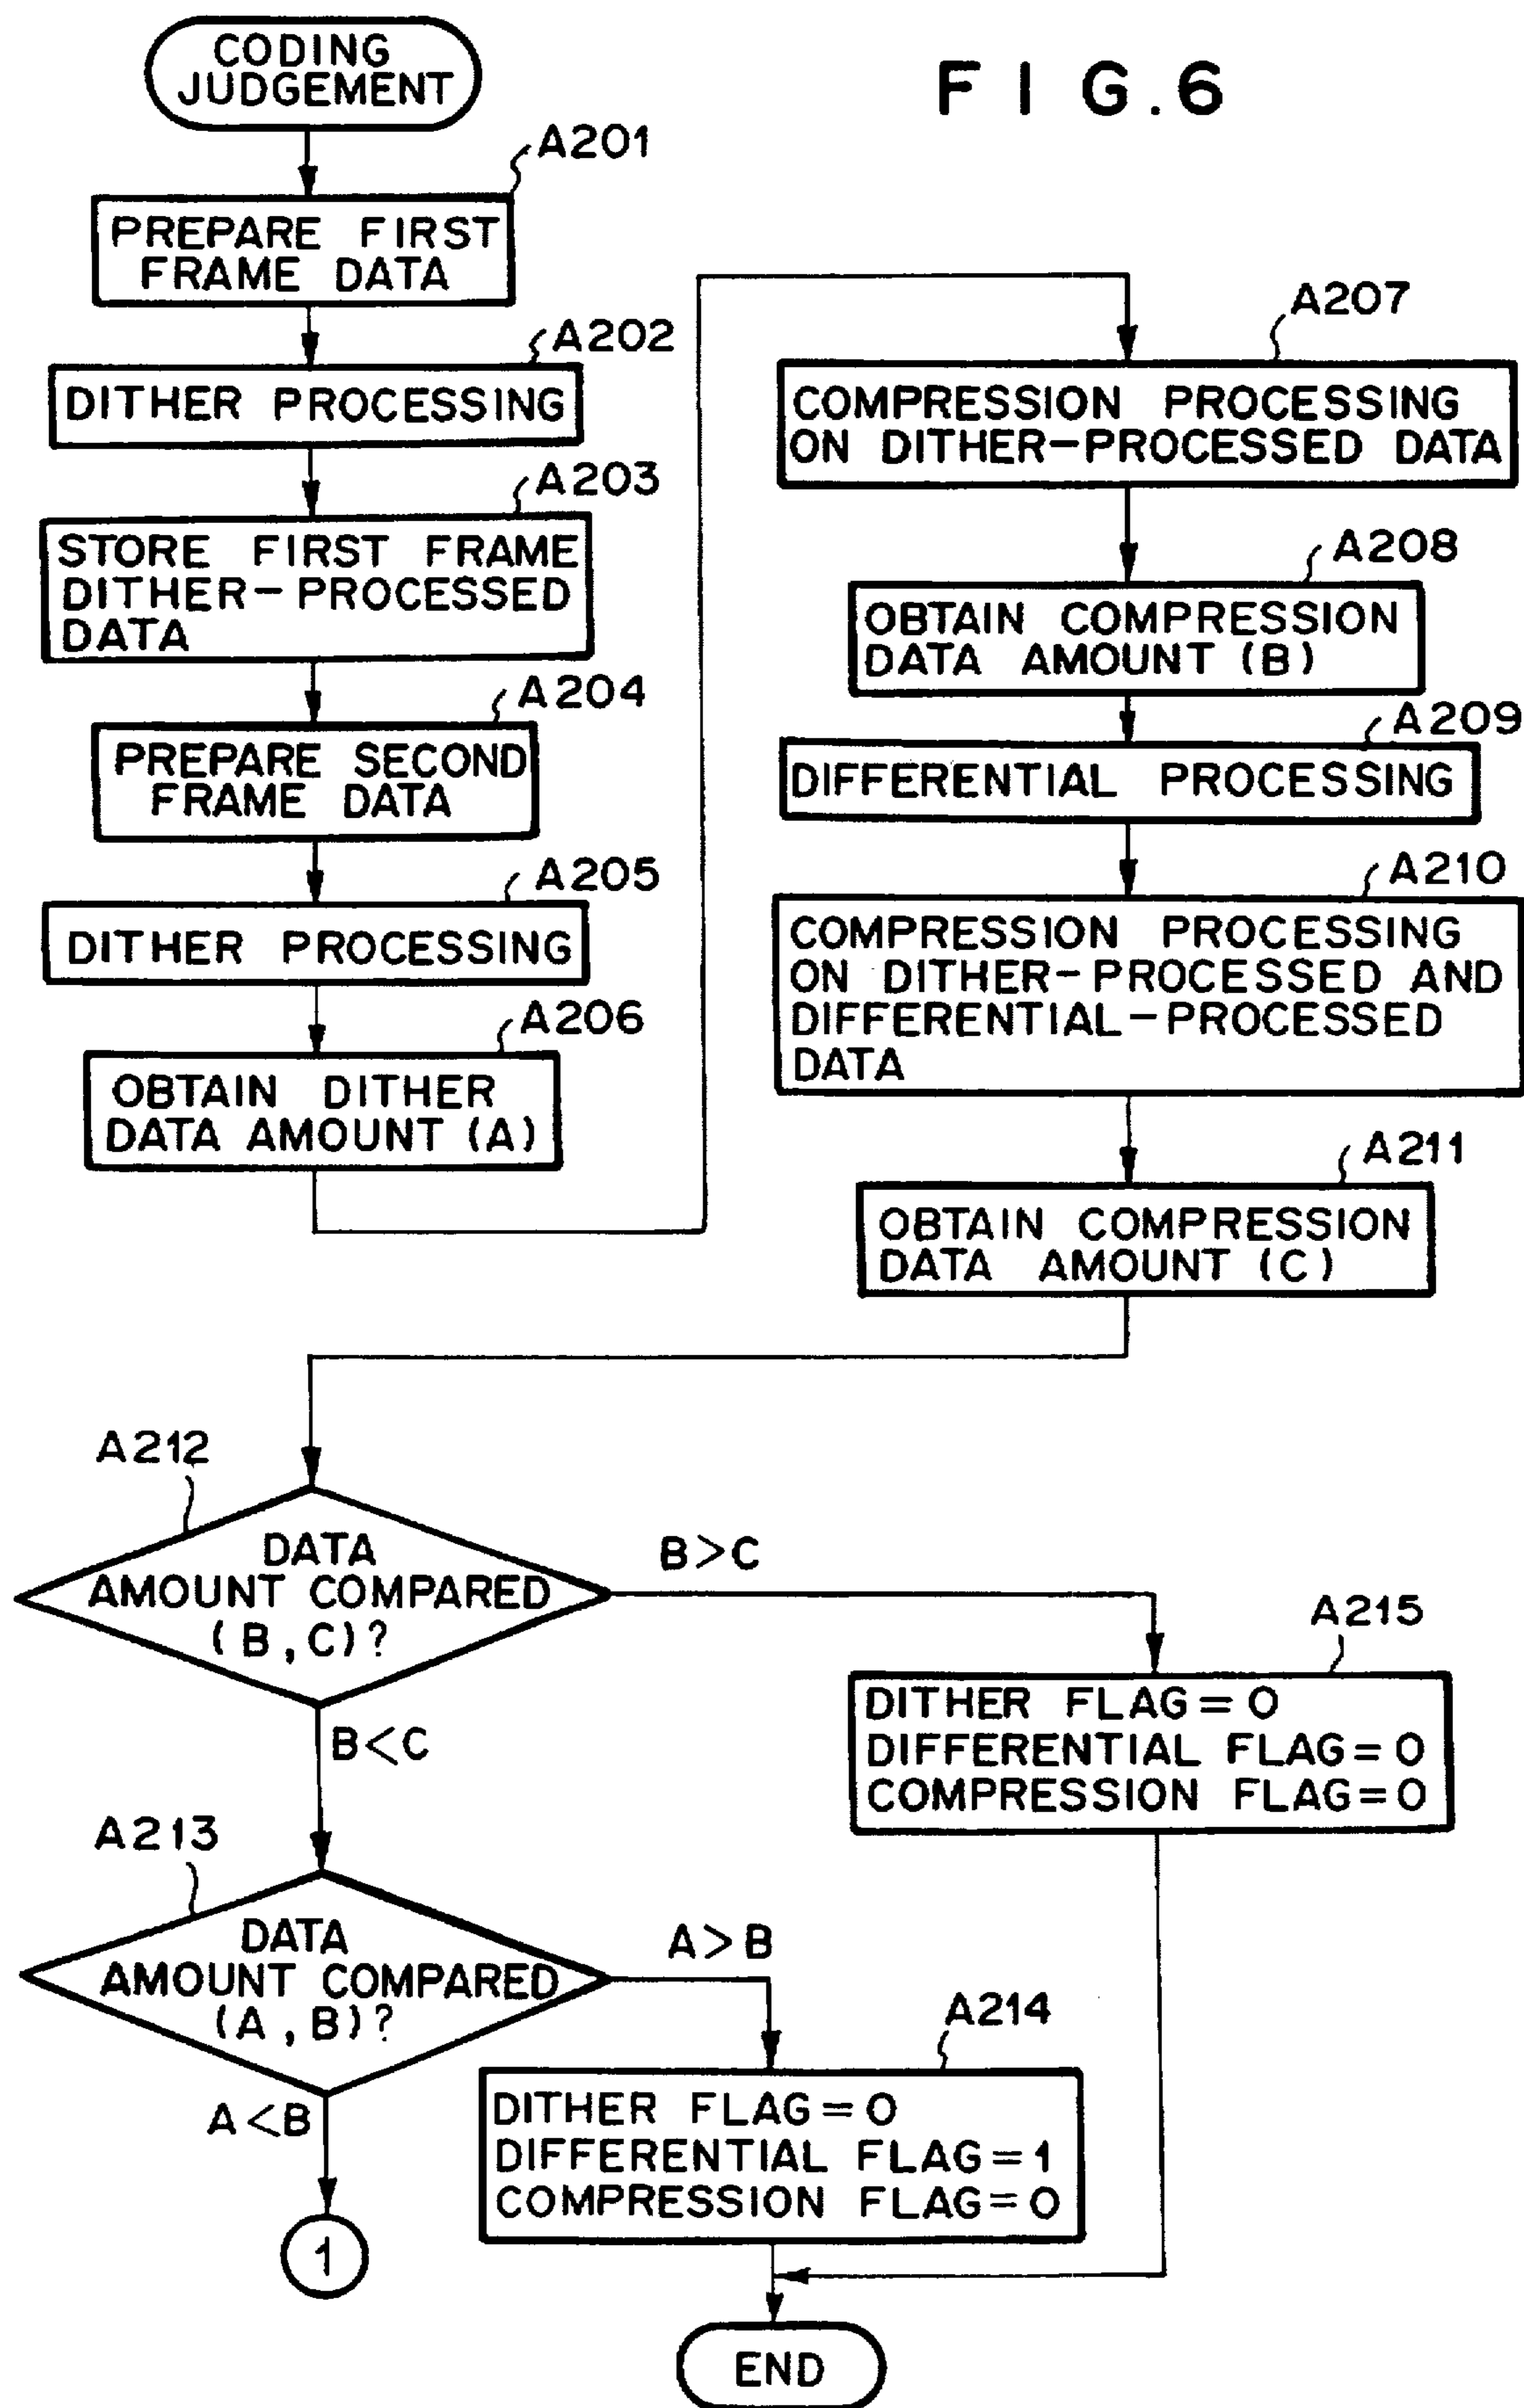 CODING
JUDGEMENT
F I G.6
A201
PREPARE FIRST
FRAME DATA
A202
DITHER PROCESSING
A203
STORE FIRST FRAME
DITHER-PROCESSED
DATA
A204
PREPARE SECOND
FRAME DATA
A205
DITHER PROCESSING
A206
OBTAIN DITHER
DATA AMOUNT (A)
A207
COMPRESSION PROCESSING
ON DITHER-PROCESSED DATA
A208
OBTAIN COMPRESSION
DATA AMOUNT (B)
A209
DIFFERENTIAL PROCESSING
A210
COMPRESSION PROCESSING
ON DITHER-PROCESSED AND
DIFFERENTIAL-PROCESSED
DATA
A211
OBTAIN COMPRESSION
DATA AMOUNT (C)
A212
DATA
AMOUNT COMPARED
(B,C)?
B>C
B<C
A215
DITHER FLAG=0
DIFFERENTIAL FLAG=0
COMPRESSION FLAG=0
A213
DATA
AMOUNT COMPARED
(A,B)?
A>B
A<B
1
A214
DITHER FLAG=0
DIFFERENTIAL FLAG=1
COMPRESSION FLAG=0
END